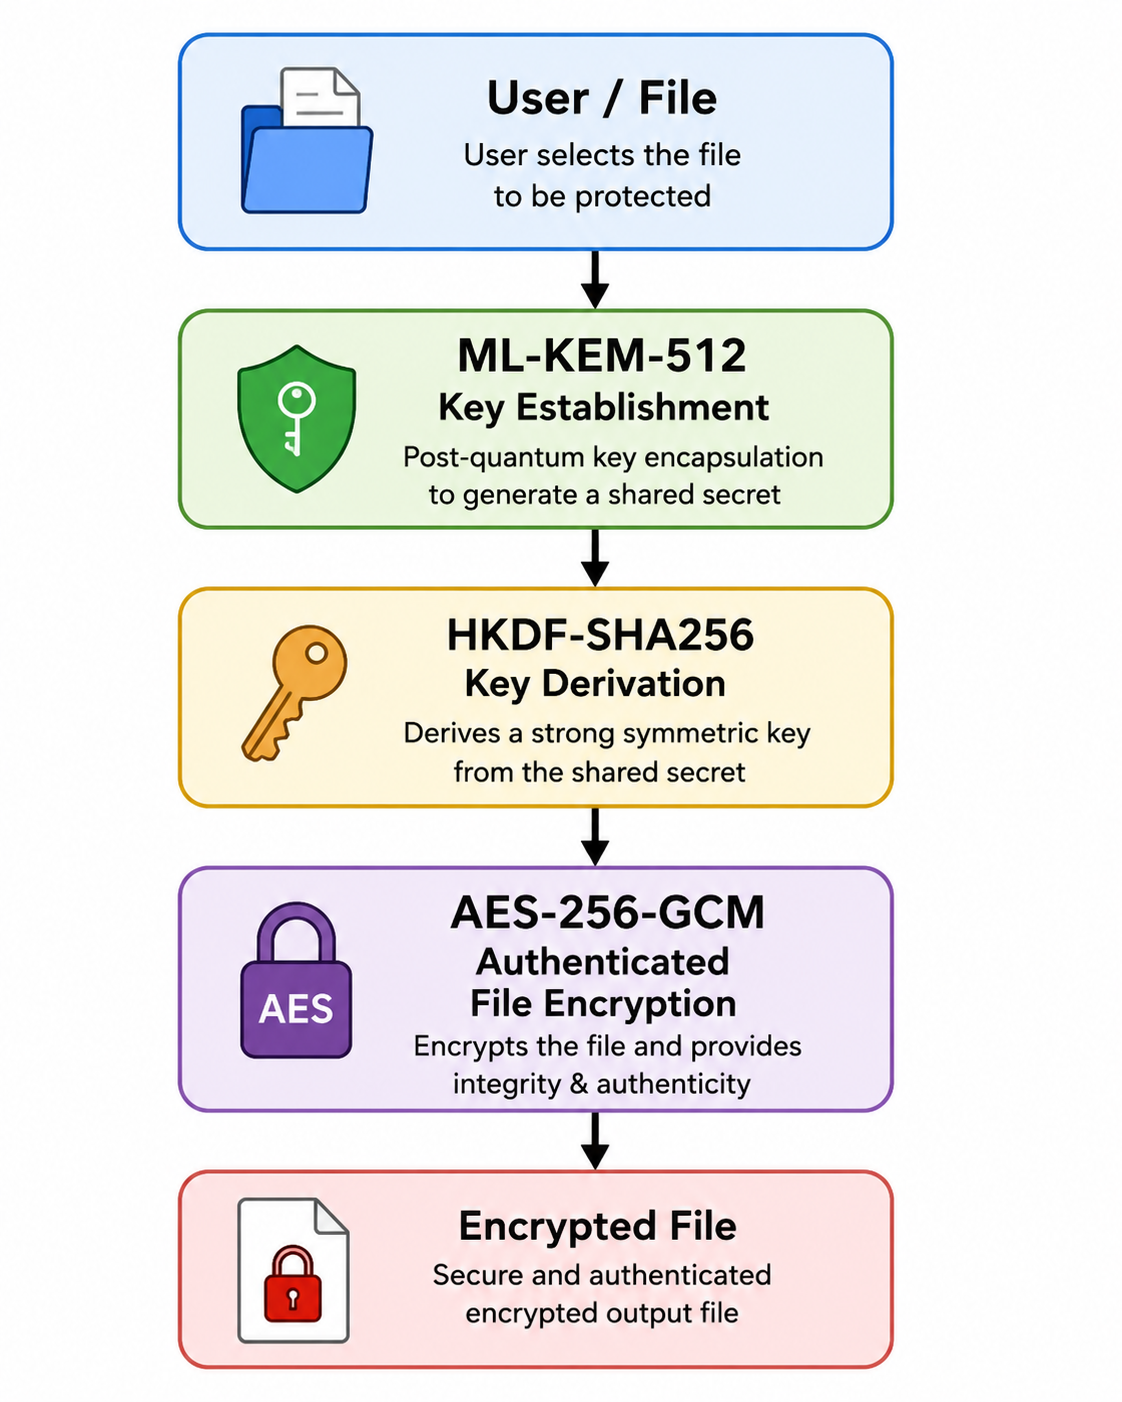 User / File
User selects the file
to be protected
ML-KEM-512
Key Establishment
Post-quantum key encapsulation
to generate a shared secret
HKDF-SHA256
Key Derivation
Derives a strong symmetric key
from the shared secret
AES-256-GCM
Authenticated
File Encryption
AES
Encrypts the file and provides
integrity & authenticity
Encrypted File
Secure and authenticated
encrypted output file